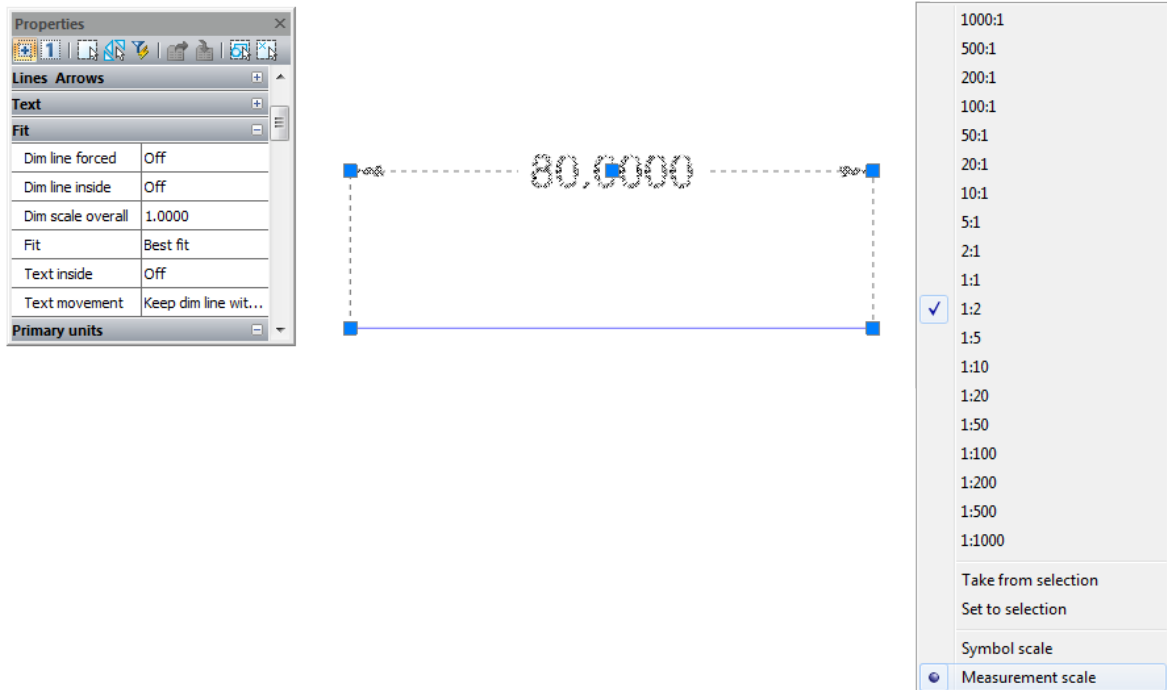 Properties
1
Lines Arrows
Text
Fit
Dim line forced Off
Dim line inside Off
Dim scale overall 1.0000
Fit Best fit
Text inside Off
Text movement Keep dim line wit...
Primary units
80,0000
1000:1
500:1
200:1
100:1
50:1
20:1
10:1
5:1
2:1
1:1
1:2
1:5
1:10
1:20
1:50
1:100
1:200
1:500
1:1000
Take from selection
Set to selection
Symbol scale
Measurement scale